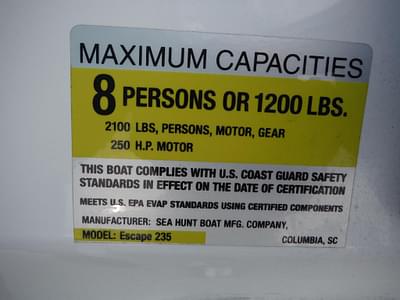 MAXIMUM CAPACITIES
8 PERSONS OR 1200 LBS.
2100 LBS, PERSONS, MOTOR, GEAR
250 H.P. MOTOR
THIS BOAT COMPLIES WITH U.S. COAST GUARD SAFETY
STANDARDS IN EFFECT ON THE DATE OF CERTIFICATION
MEETS U.S. EPA EVAP STANDARDS USING CERTIFIED COMPONENTS
MANUFACTURER: SEA HUNT BOAT MFG. COMPANY,
MODEL: Escape 235 COLUMBIA, SC